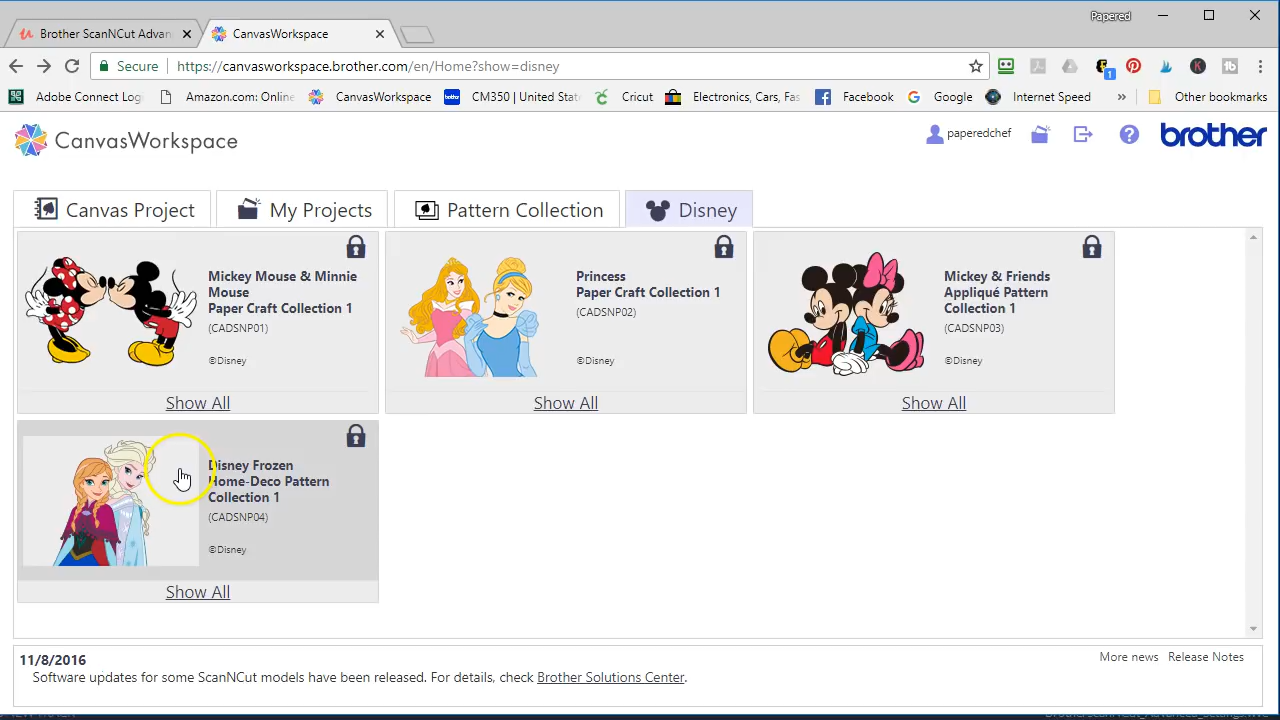 Papered
Brother ScanNCut Advan
CanvasWorkspace
Secure
https://canvasworkspace.brother.com/en/Home?show=disney
1
Adobe Connect Logi
Amazon.com: Online
CanvasWorkspace
brother
CM350 | United State
Cricut
Electronics, Cars, Fas
Facebook
Google
Internet Speed
»
Other bookmarks
CanvasWorkspace
paperedchef
brother
Canvas Project
My Projects
Pattern Collection
Disney
Mickey Mouse & Minnie
Mouse
Paper Craft Collection 1
(CADSNP01)
©Disney
Show All
Princess
Paper Craft Collection 1
(CADSNP02)
©Disney
Show All
Mickey & Friends
Appliqué Pattern
Collection 1
(CADSNP03)
©Disney
Show All
Disney Frozen
Home-Deco Pattern
Collection 1
(CADSNP04)
©Disney
Show All
11/8/2016
More news
Release Notes
Software updates for some ScanNCut models have been released. For details, check Brother Solutions Center.